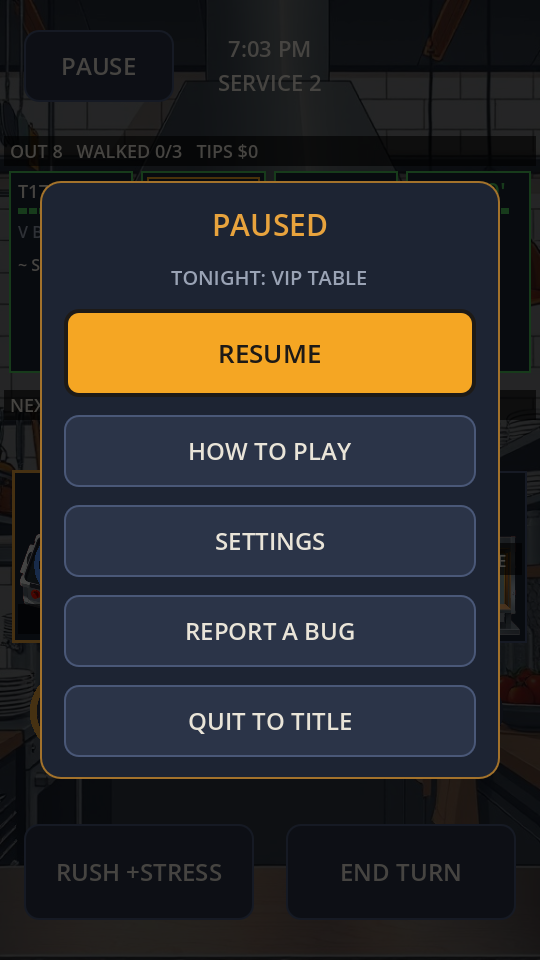 PAUSE
7:03 PM
SERVICE 2
OUT 8 WALKED 0/3 TIPS $0
PAUSED
TONIGHT: VIP TABLE
RESUME
HOW TO PLAY
SETTINGS
REPORT A BUG
QUIT TO TITLE
RUSH +STRESS
END TURN